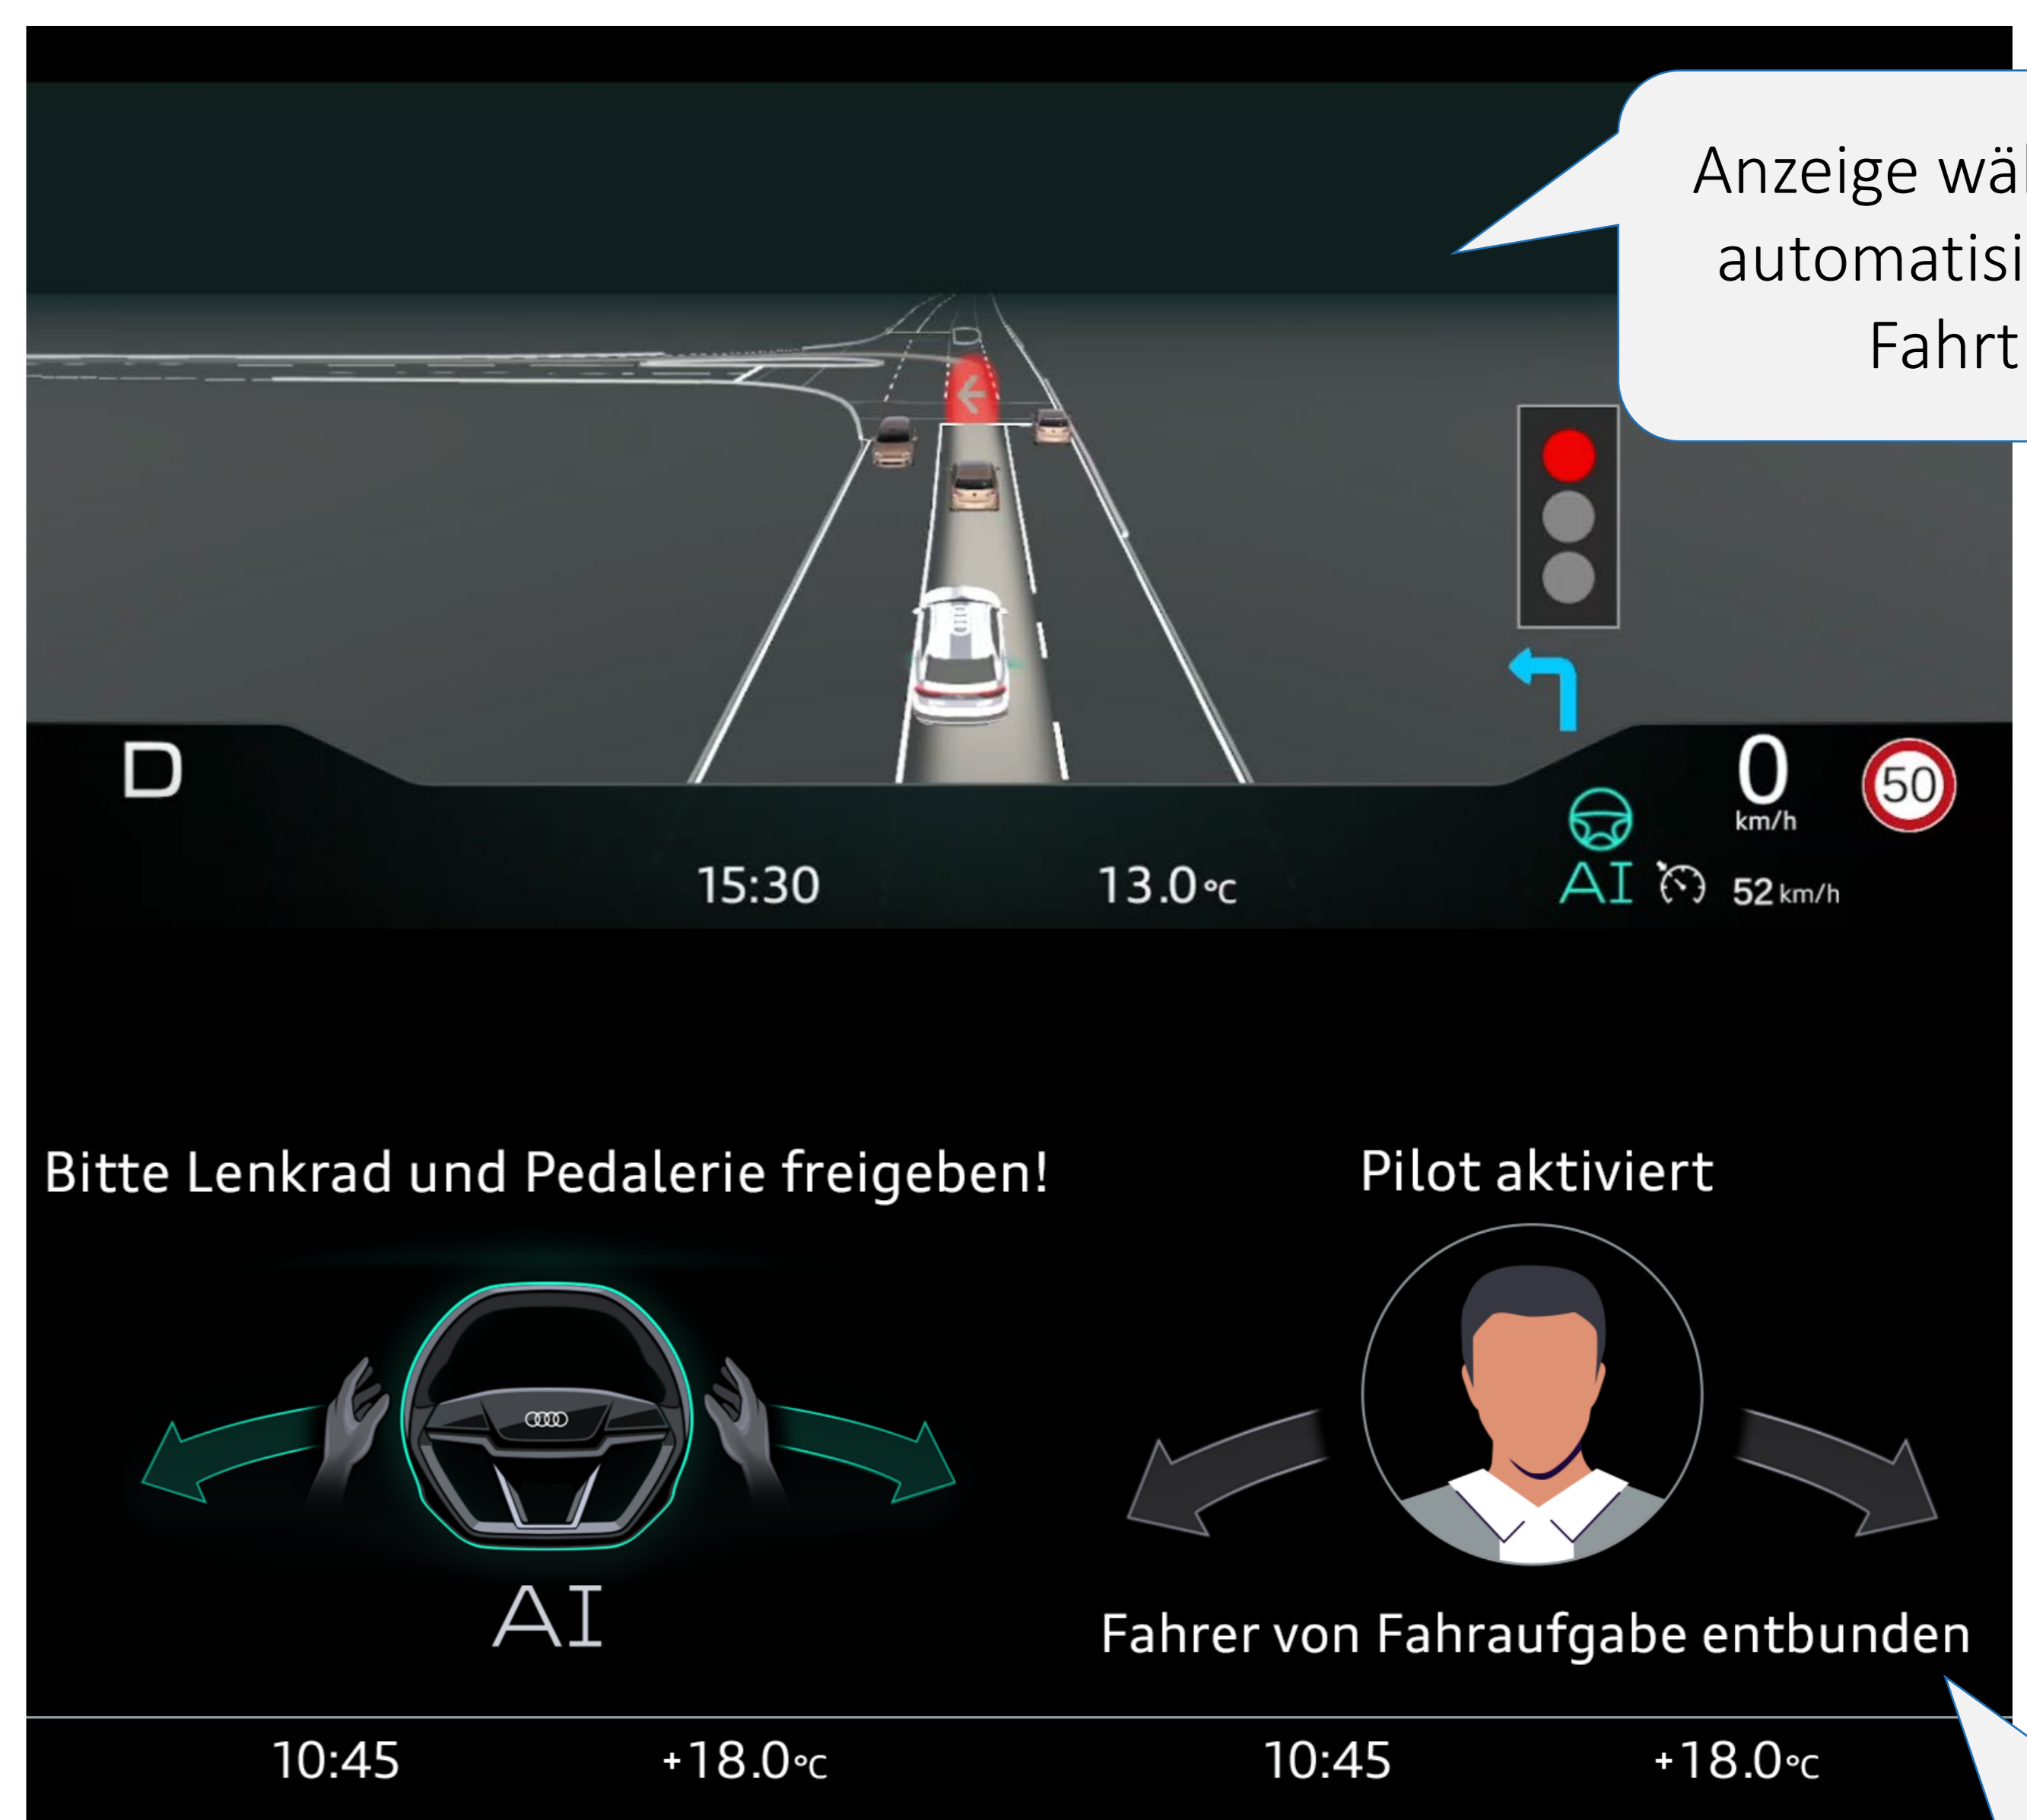 Anzeige wäh
automatisi
Fahrt
D
0
km/h
50
15:30
13.0°C
AI
52 km/h
Bitte Lenkrad und Pedalerie freigeben!
Pilot aktiviert
AI
Fahrer von Fahraufgabe entbunden
10:45
+18.0°C
10:45
+18.0°C